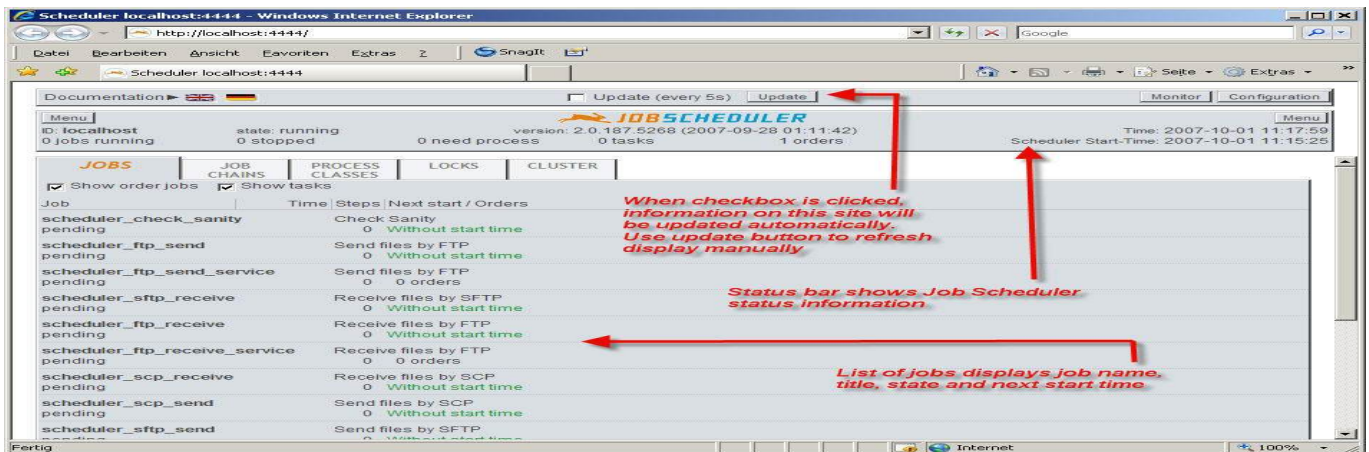 Scheduler localhost:4444 - Windows Internet Explorer
http://localhost:4444/
Google
Datei Bearbeiten Ansicht Favoriten Extras ? SnagIt
Scheduler localhost:4444
Seite Extras
Documentation Update (every 5s) Update Monitor Configuration
Menu JOBSCHEDULER Menu
ID: localhost state: running version: 2.0.187.5268 (2007-09-28 01:11:42) Time: 2007-10-01 11:17:59
0 jobs running 0 stopped 0 need process 0 tasks 1 orders Scheduler Start-Time: 2007-10-01 11:15:25
JOBS JOB CHAINS PROCESS CLASSES LOCKS CLUSTER
Show order jobs Show tasks
Job Time Steps Next start / Orders
scheduler_check_sanity Check Sanity
pending 0 Without start time
scheduler_ftp_send Send files by FTP
pending 0 Without start time
scheduler_ftp_send_service Send files by FTP
pending 0 0 orders
scheduler_sftp_receive Receive files by SFTP
pending 0 Without start time
scheduler_ftp_receive Receive files by FTP
pending 0 Without start time
scheduler_ftp_receive_service Receive files by FTP
pending 0 0 orders
scheduler_scp_receive Receive files by SCP
pending 0 Without start time
scheduler_scp_send Send files by SCP
pending 0 Without start time
scheduler_sftp_send Send files by SFTP
pending 0 Without start time
When checkbox is clicked,
information on this site will
be updated automatically.
Use update button to refresh
display manually
Status bar shows Job Scheduler
status information
List of jobs displays job name,
title, state and next start time
Fertig Internet 100%